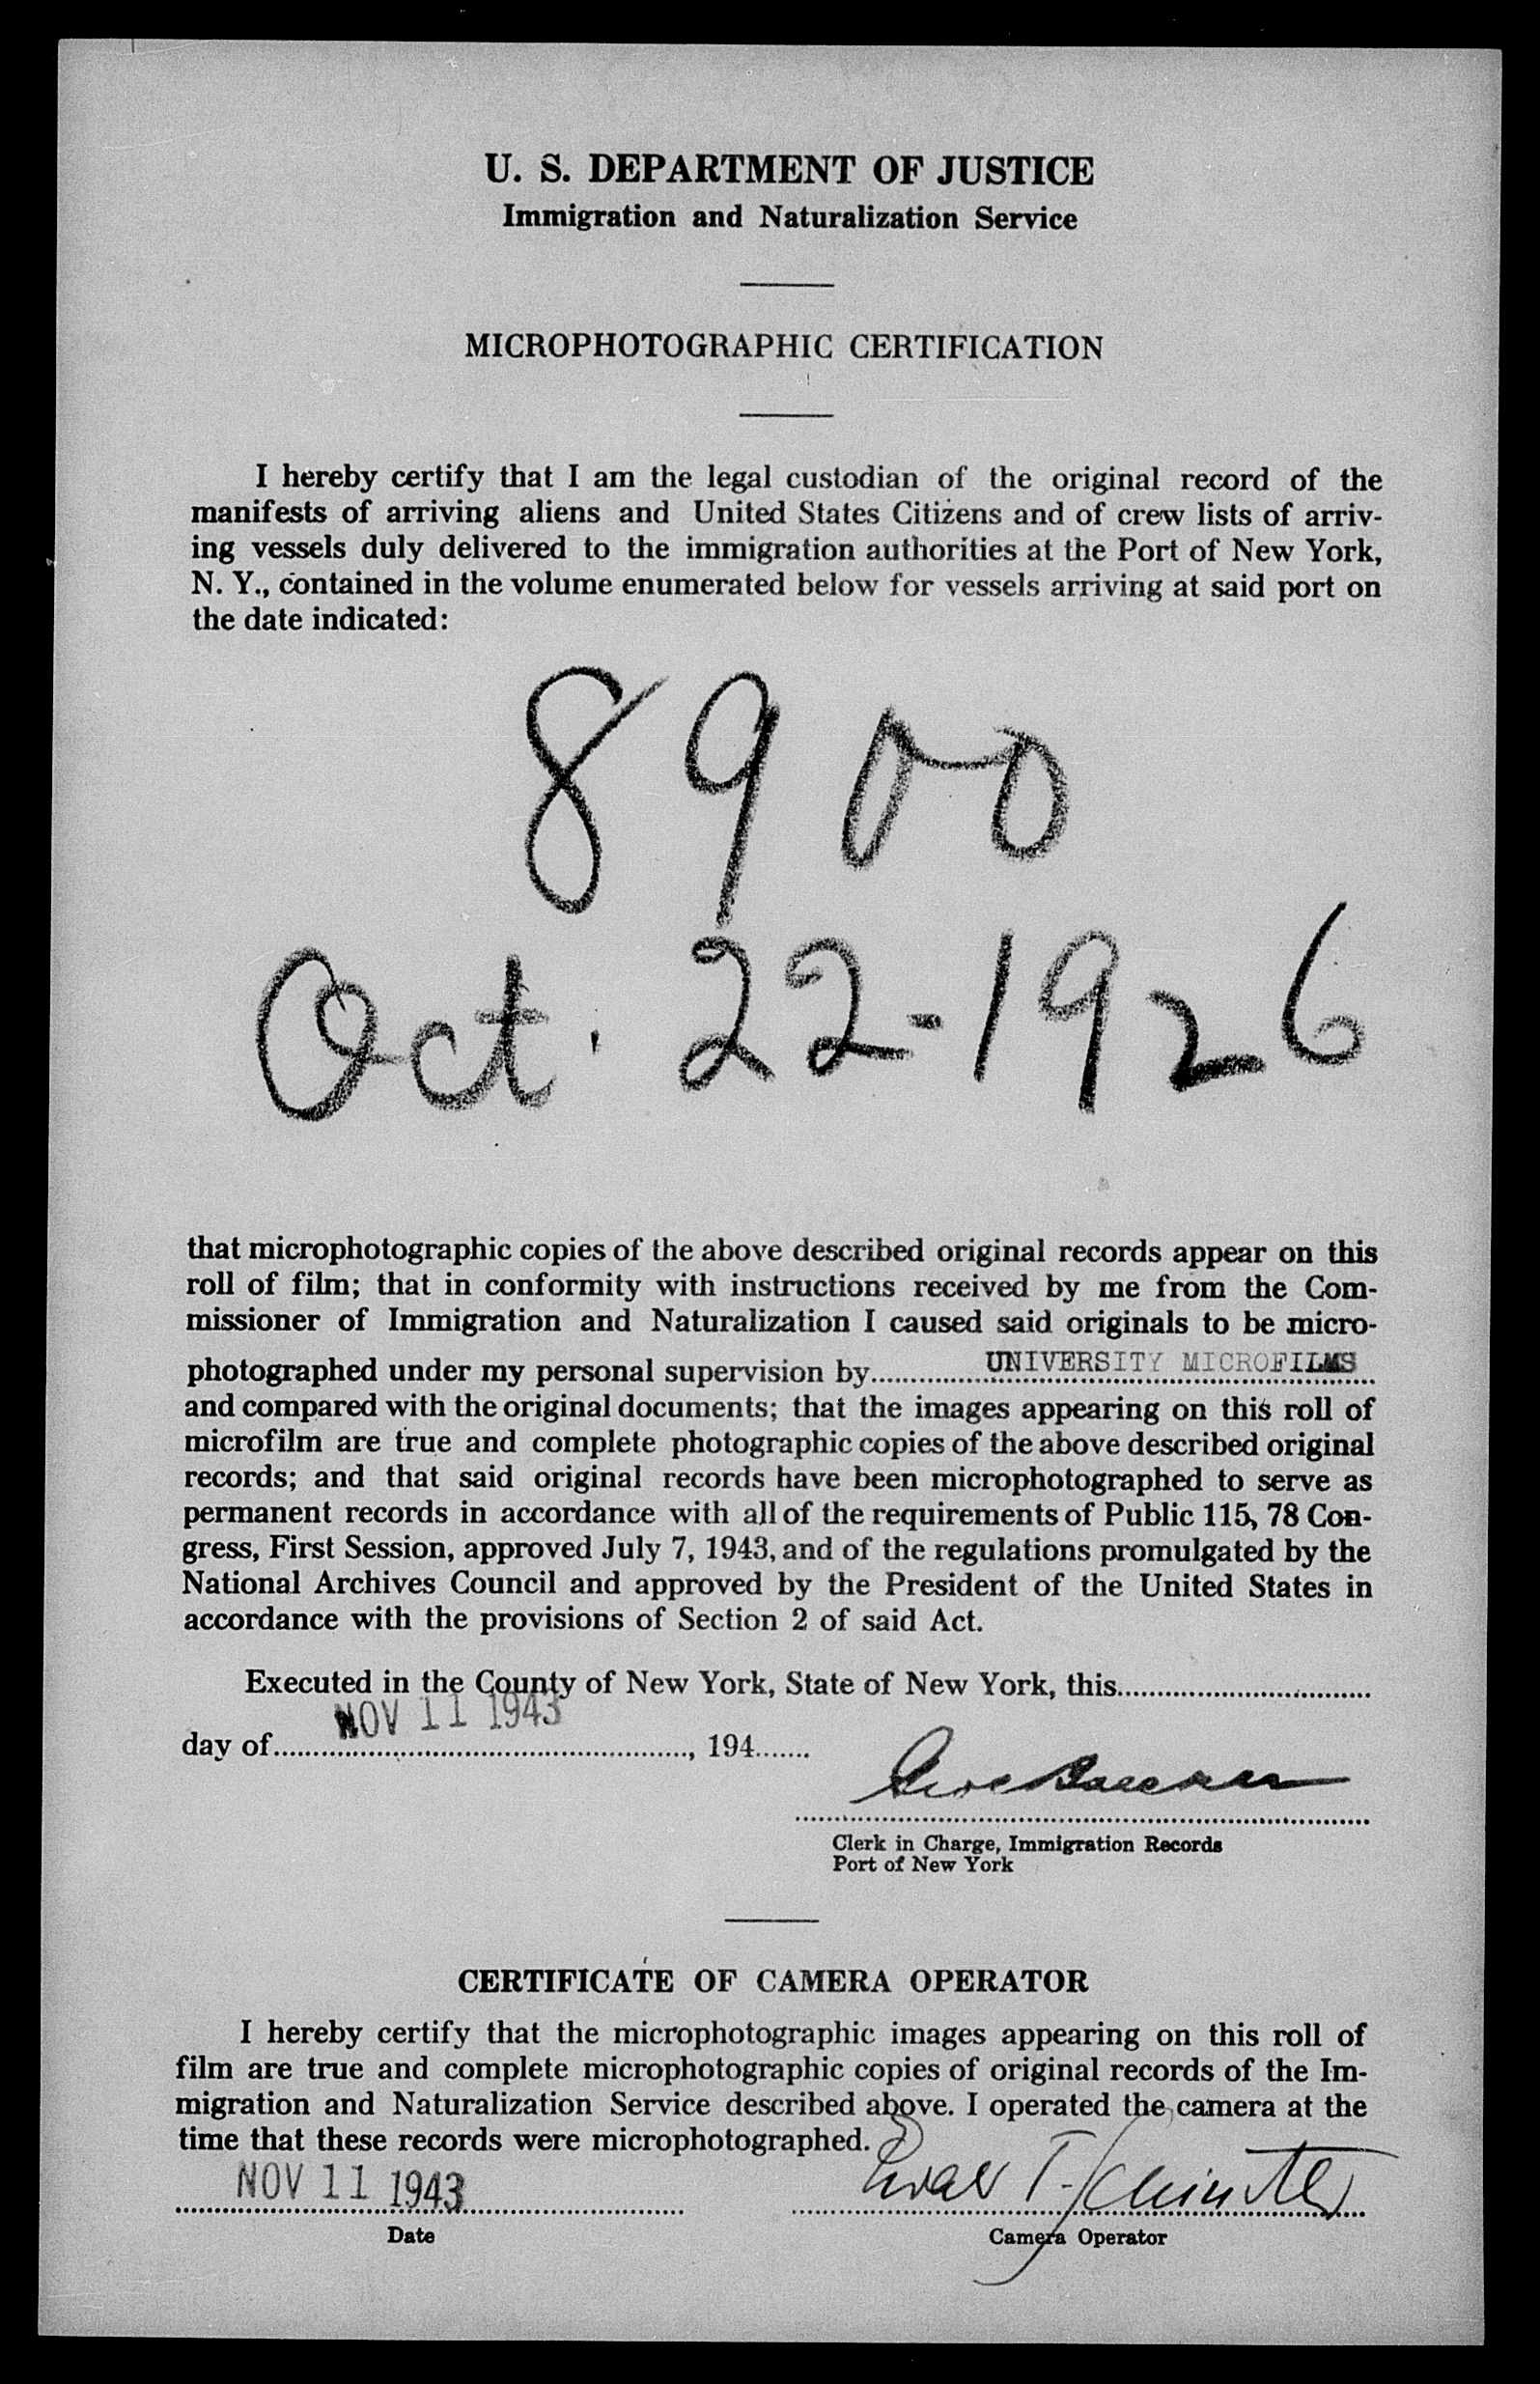 U. S. DEPARTMENT OF JUSTICE
Immigration and Naturalization Service
MICROPHOTOGRAPHIC CERTIFICATION
I hereby certify that I am the legal custodian of the original record of the
manifests of arriving aliens and United States Citizens and of crew lists of arriv-
ing vessels duly delivered to the immigration authorities at the Port of New York,
N. Y., contained in the volume enumerated below for vessels arriving at said port on
the date indicated:
8900
Oct. 22-1926
that microphotographic copies of the above described original records appear on this
roll of film; that in conformity with instructions received by me from the Com-
missioner of Immigration and Naturalization I caused said originals to be micro-
photographed under my personal supervision by UNIVERSITY MICROFILMS
and compared with the original documents; that the images appearing on this roll of
microfilm are true and complete photographic copies of the above described original
records; and that said original records have been microphotographed to serve as
permanent records in accordance with all of the requirements of Public 115, 78 Con-
gress, First Session, approved July 7, 1943, and of the regulations promulgated by the
National Archives Council and approved by the President of the United States in
accordance with the provisions of Section 2 of said Act.
Executed in the County of New York, State of New York, this
NOV 11 1943
day of, 194
Clerk in Charge, Immigration Records
Port of New York
CERTIFICATE OF CAMERA OPERATOR
I hereby certify that the microphotographic images appearing on this roll of
film are true and complete microphotographic copies of original records of the Im-
migration and Naturalization Service described above. I operated the camera at the
time that these records were microphotographed.
NOV 11 1943
Date
Camera Operator